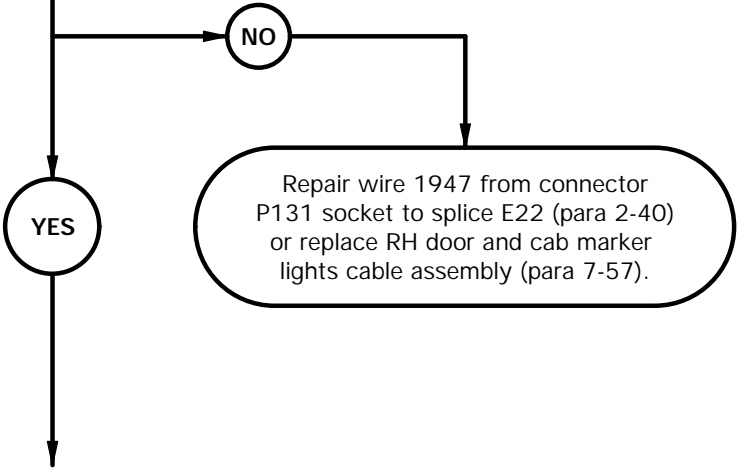 NO
YES
Repair wire 1947 from connector
P131 socket to splice E22 (para 2-40)
or replace RH door and cab marker
lights cable assembly (para 7-57).